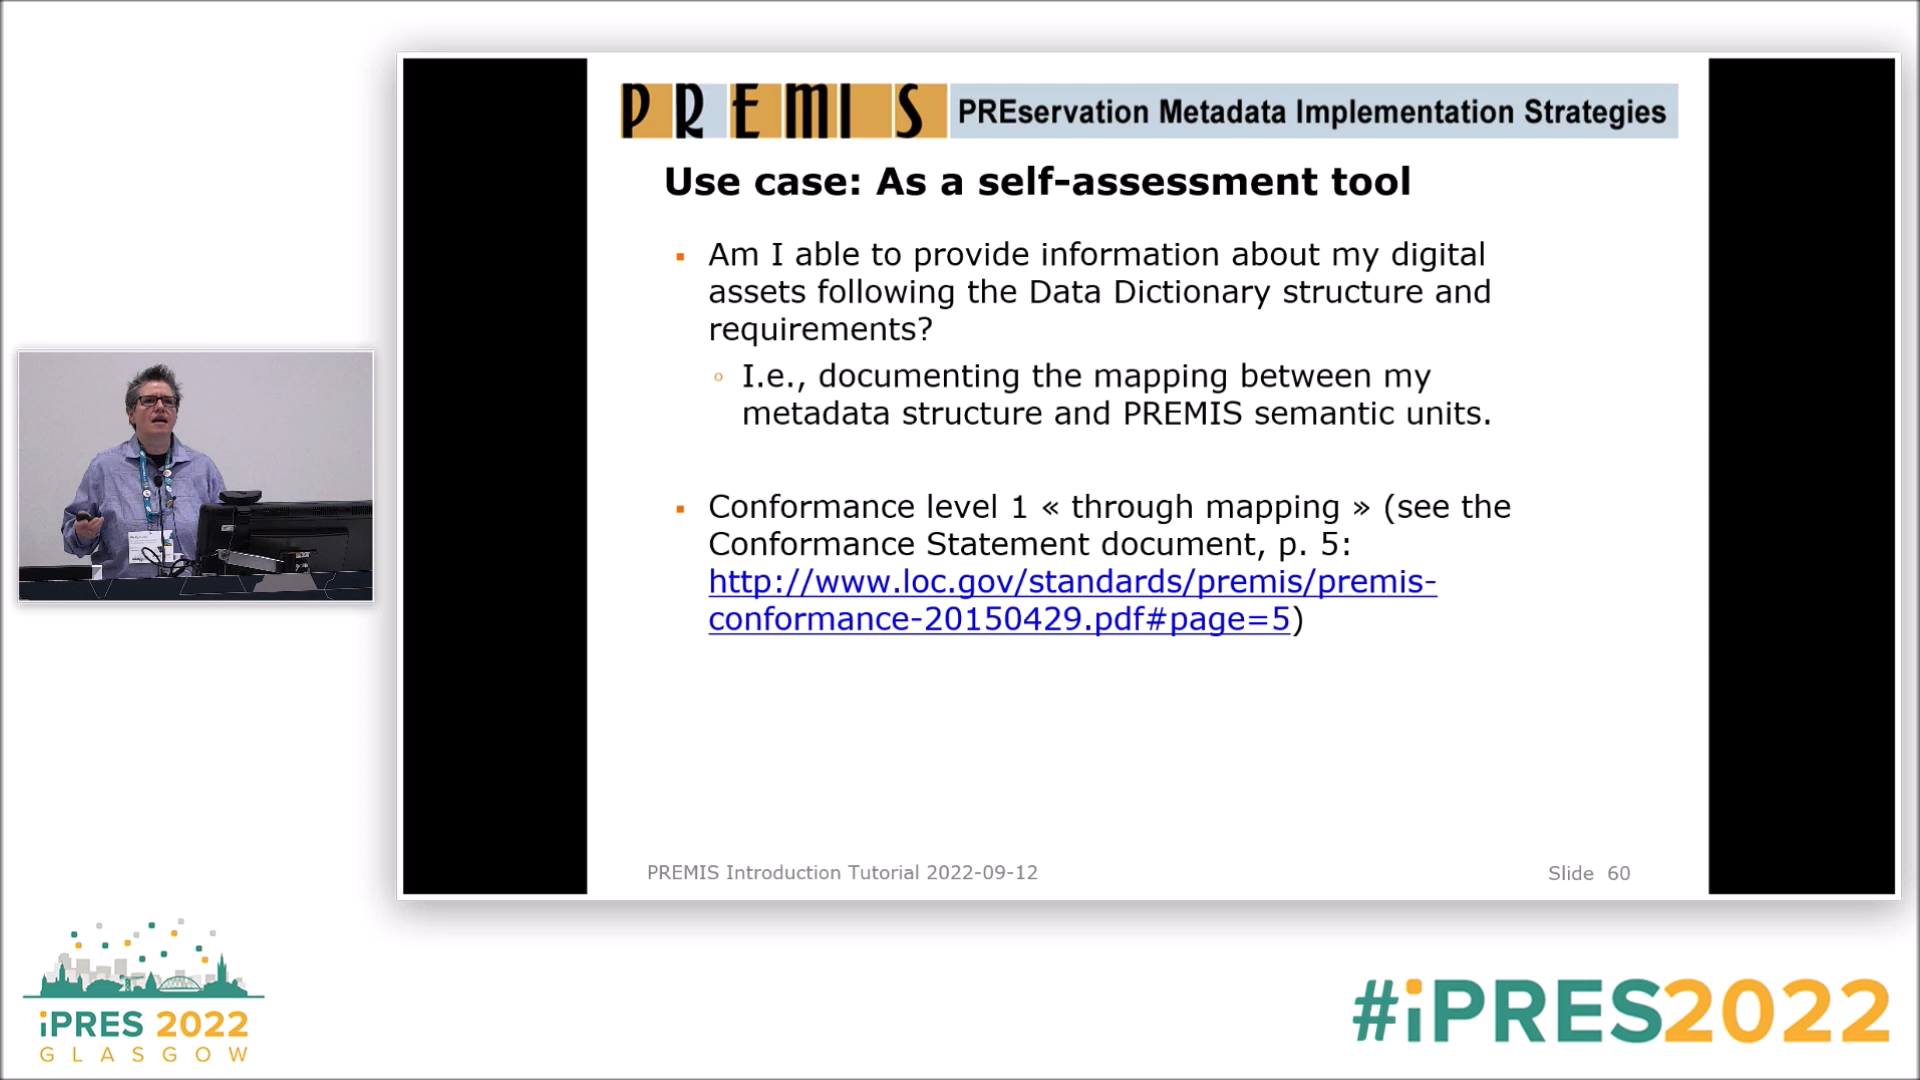 PREMIS PREservation Metadata Implementation Strategies
Use case: As a self-assessment tool
▪ Am I able to provide information about my digital
assets following the Data Dictionary structure and
requirements?
◦ I.e., documenting the mapping between my
metadata structure and PREMIS semantic units.
▪ Conformance level 1 « through mapping » (see the
Conformance Statement document, p. 5:
http://www.loc.gov/standards/premis/premis-
conformance-20150429.pdf#page=5)
PREMIS Introduction Tutorial 2022-09-12
Slide 60
iPRES 2022
GLASGOW
#iPRES2022